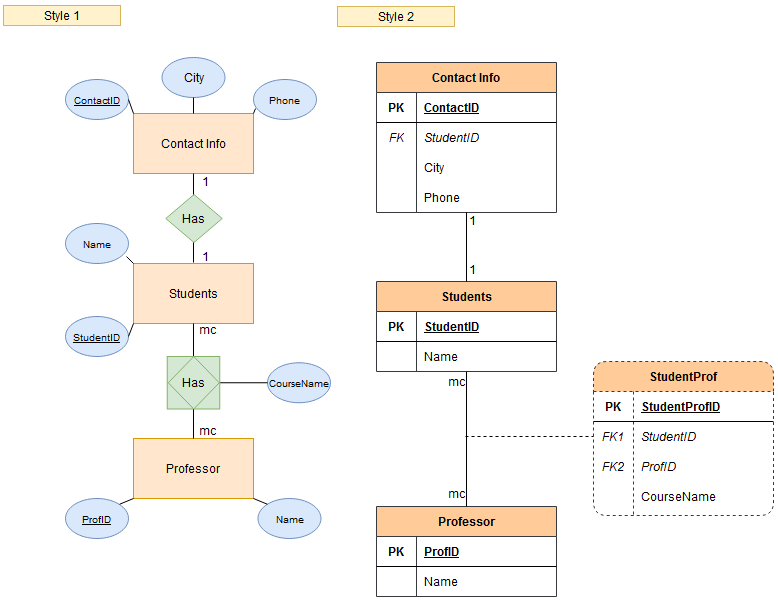 Style 1
City
ContactID
Phone
Contact Info
1
Has
1
Name
Students
StudentID
mc
Has
CourseName
mc
Professor
ProfID
Name
Style 2
Contact Info
PK ContactID
FK StudentID
City
Phone
1
1
Students
PK StudentID
Name
mc
mc
Professor
PK ProfID
Name
StudentProf
PK StudentProfID
FK1 StudentID
FK2 ProfID
CourseName